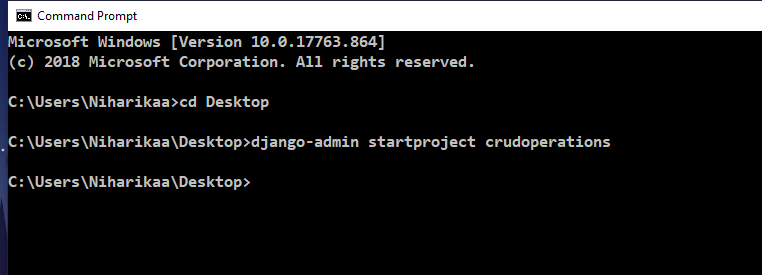 Command Prompt
Microsoft Windows [Version 10.0.17763.864]
(c) 2018 Microsoft Corporation. All rights reserved.
C:\Users\Niharikaa>cd Desktop
C:\Users\Niharikaa\Desktop>django-admin startproject crudoperations
C:\Users\Niharikaa\Desktop>